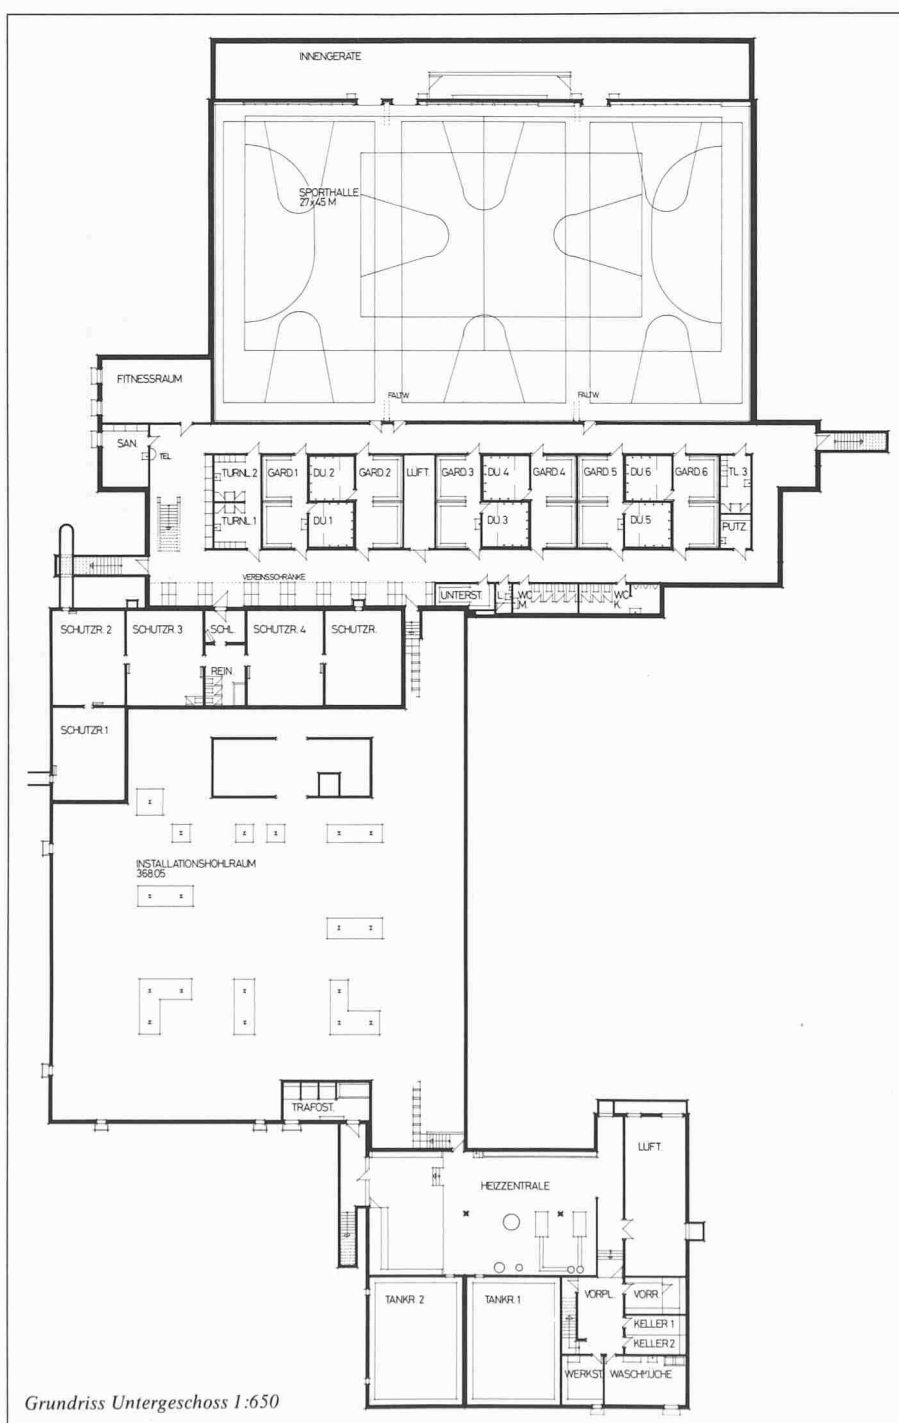 INNENGERÄTE
SPORTHALLE
27x45 M
FITNESSRAUM
FALTW.
FALTW.
SAN.
TEL
TURNL.2
GARD.1
DU.2
GARD.2
LÜFT.
GARD.3
DU.4
GARD.4
GARD.5
DU.6
GARD.6
TL 3
TURNL.1
DU.1
DU.3
DU.5
PUTZ.
VEREINSSCHRÄNKE
UNTERST.
L.
WC
M.
WC
K.
SCHUTZR. 2
SCHUTZR. 3
SCHL.
SCHUTZR. 4
SCHUTZR.
REIN.
SCHUTZR.1
INSTALLATIONSHOHLRAUM
368.05
TRAFOST.
LUFT.
HEIZZENTRALE
TANKR. 2
TANKR. 1
VORPL.
VORR.
KELLER 1
KELLER 2
WERKST.
WASCHKÜCHE
Grundriss Untergeschoss 1:650